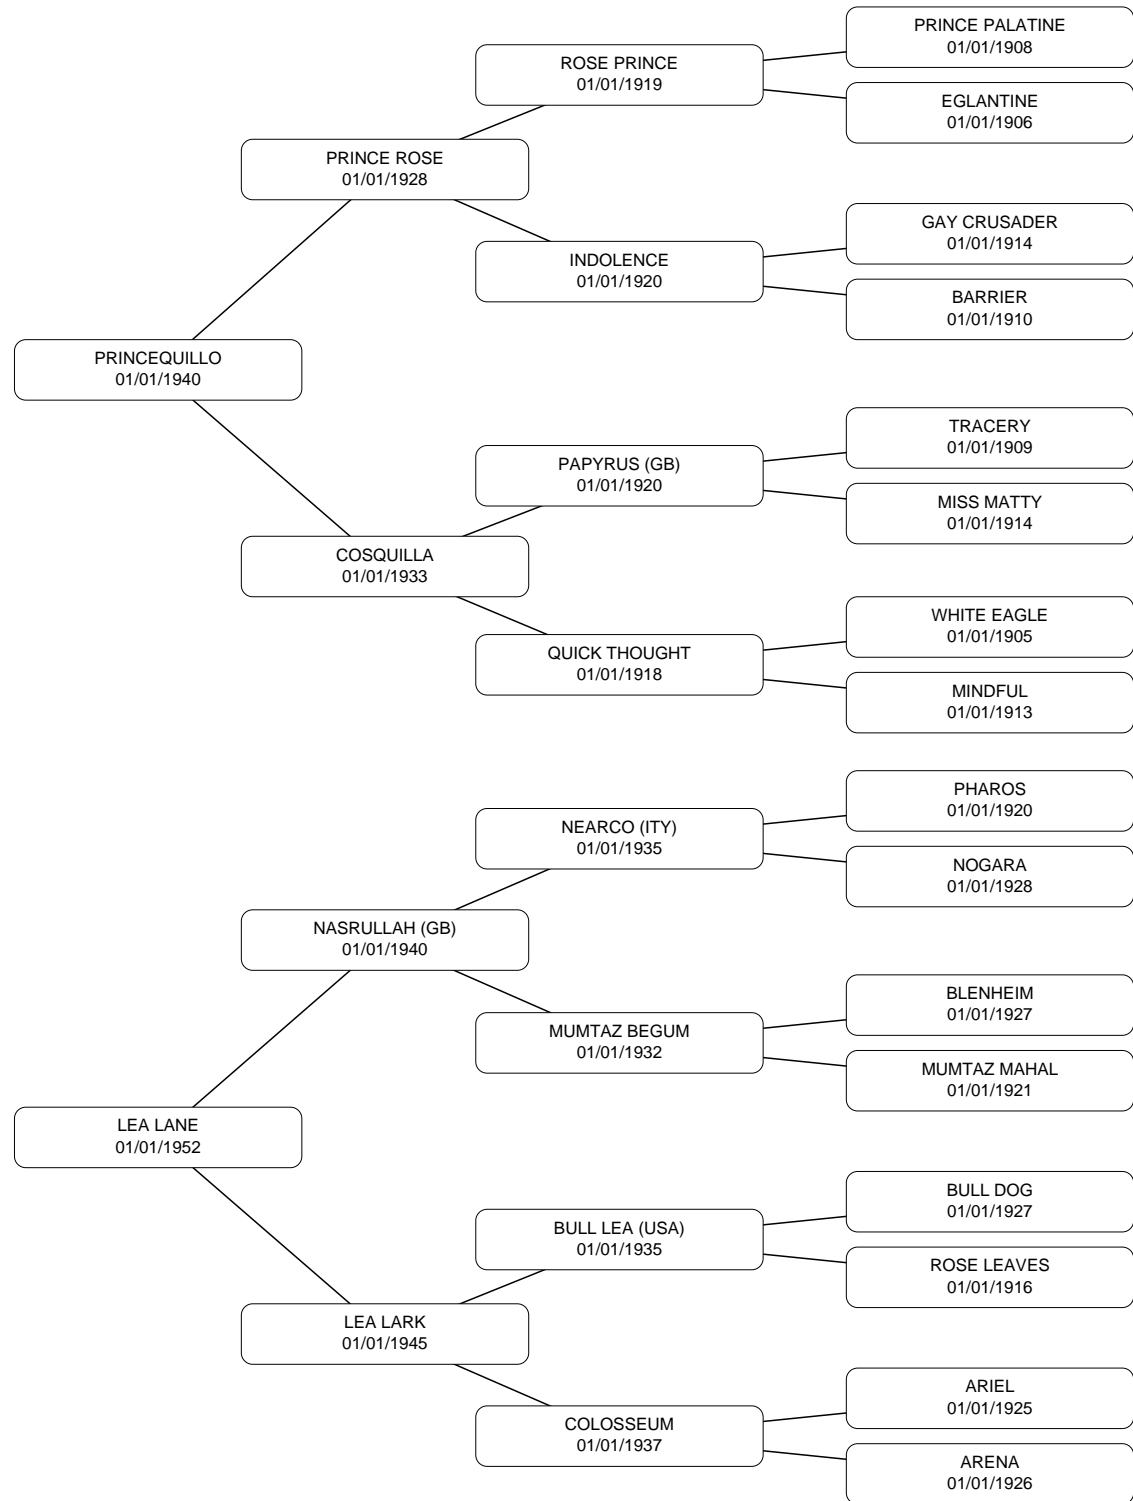 PRINCE PALATINE
01/01/1908
ROSE PRINCE
01/01/1919
EGLANTINE
01/01/1906
PRINCE ROSE
01/01/1928
GAY CRUSADER
01/01/1914
INDOLENCE
01/01/1920
BARRIER
01/01/1910
PRINCEQUILLO
01/01/1940
TRACERY
01/01/1909
PAPYRUS (GB)
01/01/1920
MISS MATTY
01/01/1914
COSQUILLA
01/01/1933
WHITE EAGLE
01/01/1905
QUICK THOUGHT
01/01/1918
MINDFUL
01/01/1913
PHAROS
01/01/1920
NEARCO (ITY)
01/01/1935
NOGARA
01/01/1928
NASRULLAH (GB)
01/01/1940
BLENHEIM
01/01/1927
MUMTAZ BEGUM
01/01/1932
MUMTAZ MAHAL
01/01/1921
LEA LANE
01/01/1952
BULL DOG
01/01/1927
BULL LEA (USA)
01/01/1935
ROSE LEAVES
01/01/1916
LEA LARK
01/01/1945
ARIEL
01/01/1925
COLOSSEUM
01/01/1937
ARENA
01/01/1926